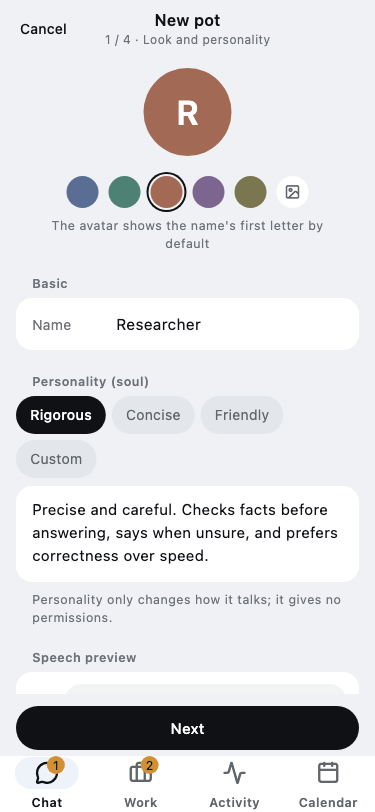 Cancel
New pot
1 / 4 · Look and personality
R
The avatar shows the name's first letter by
default
Basic
Name Researcher
Personality (soul)
Rigorous Concise Friendly
Custom
Precise and careful. Checks facts before
answering, says when unsure, and prefers
correctness over speed.
Personality only changes how it talks; it gives no
permissions.
Speech preview
Next
1 2
Chat Work Activity Calendar